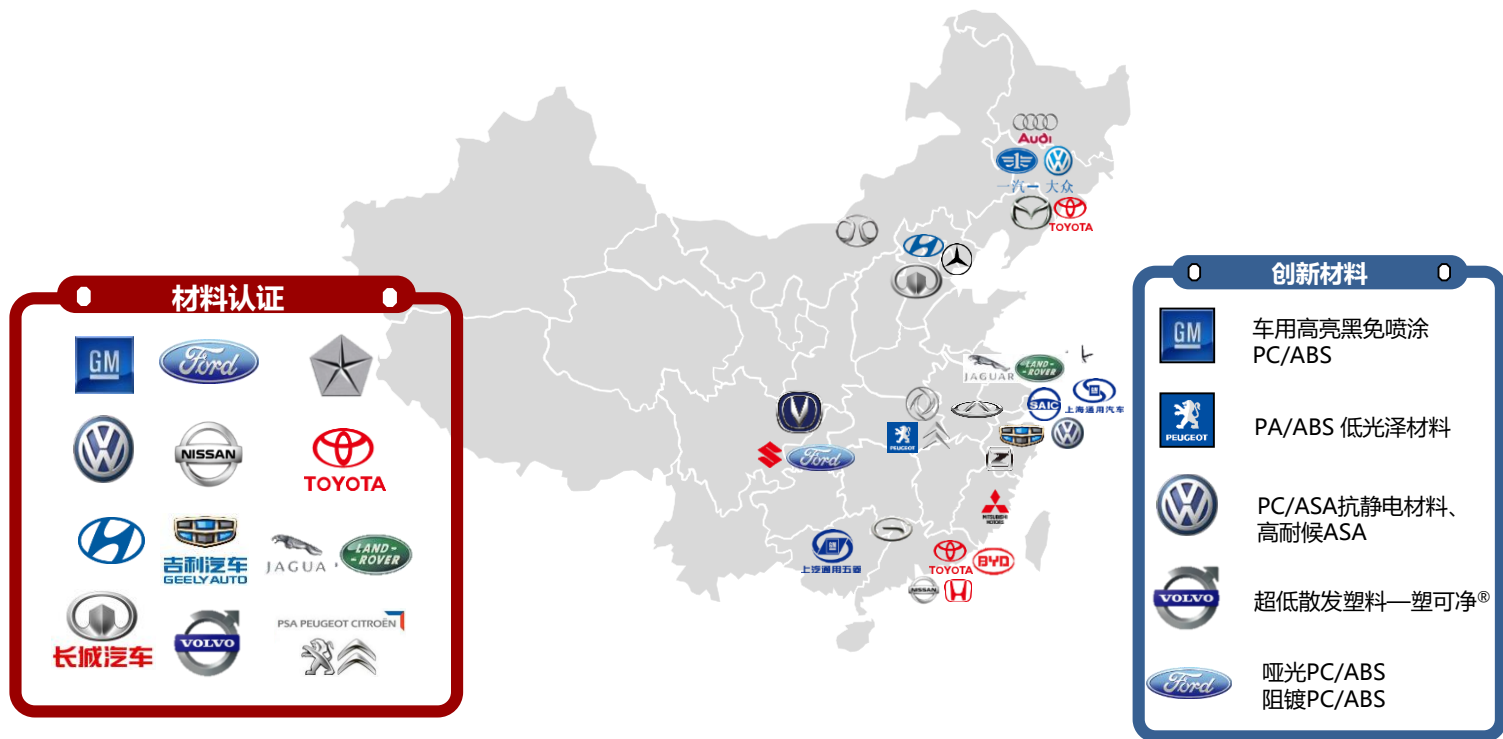 材料认证
GM
Ford
NISSAN
TOYOTA
吉利汽车
GEELY AUTO
JAGUA
LAND-
-ROVER
长城汽车
VOLVO
PSA PEUGEOT CITROËN
Audi
一汽一大众
TOYOTA
JAGUAR
LAND-
-ROVER
SAIC
上海通用汽车
PEUGEOT
Ford
MITSUBISHI
MOTORS
上汽通用五菱
TOYOTA
BYD
NISSAN
创新材料
GM
车用高亮黑免喷涂
PC/ABS
PEUGEOT
PA/ABS 低光泽材料
PC/ASA抗静电材料、
高耐候ASA
VOLVO
超低散发塑料—塑可净®
Ford
哑光PC/ABS
阻镀PC/ABS